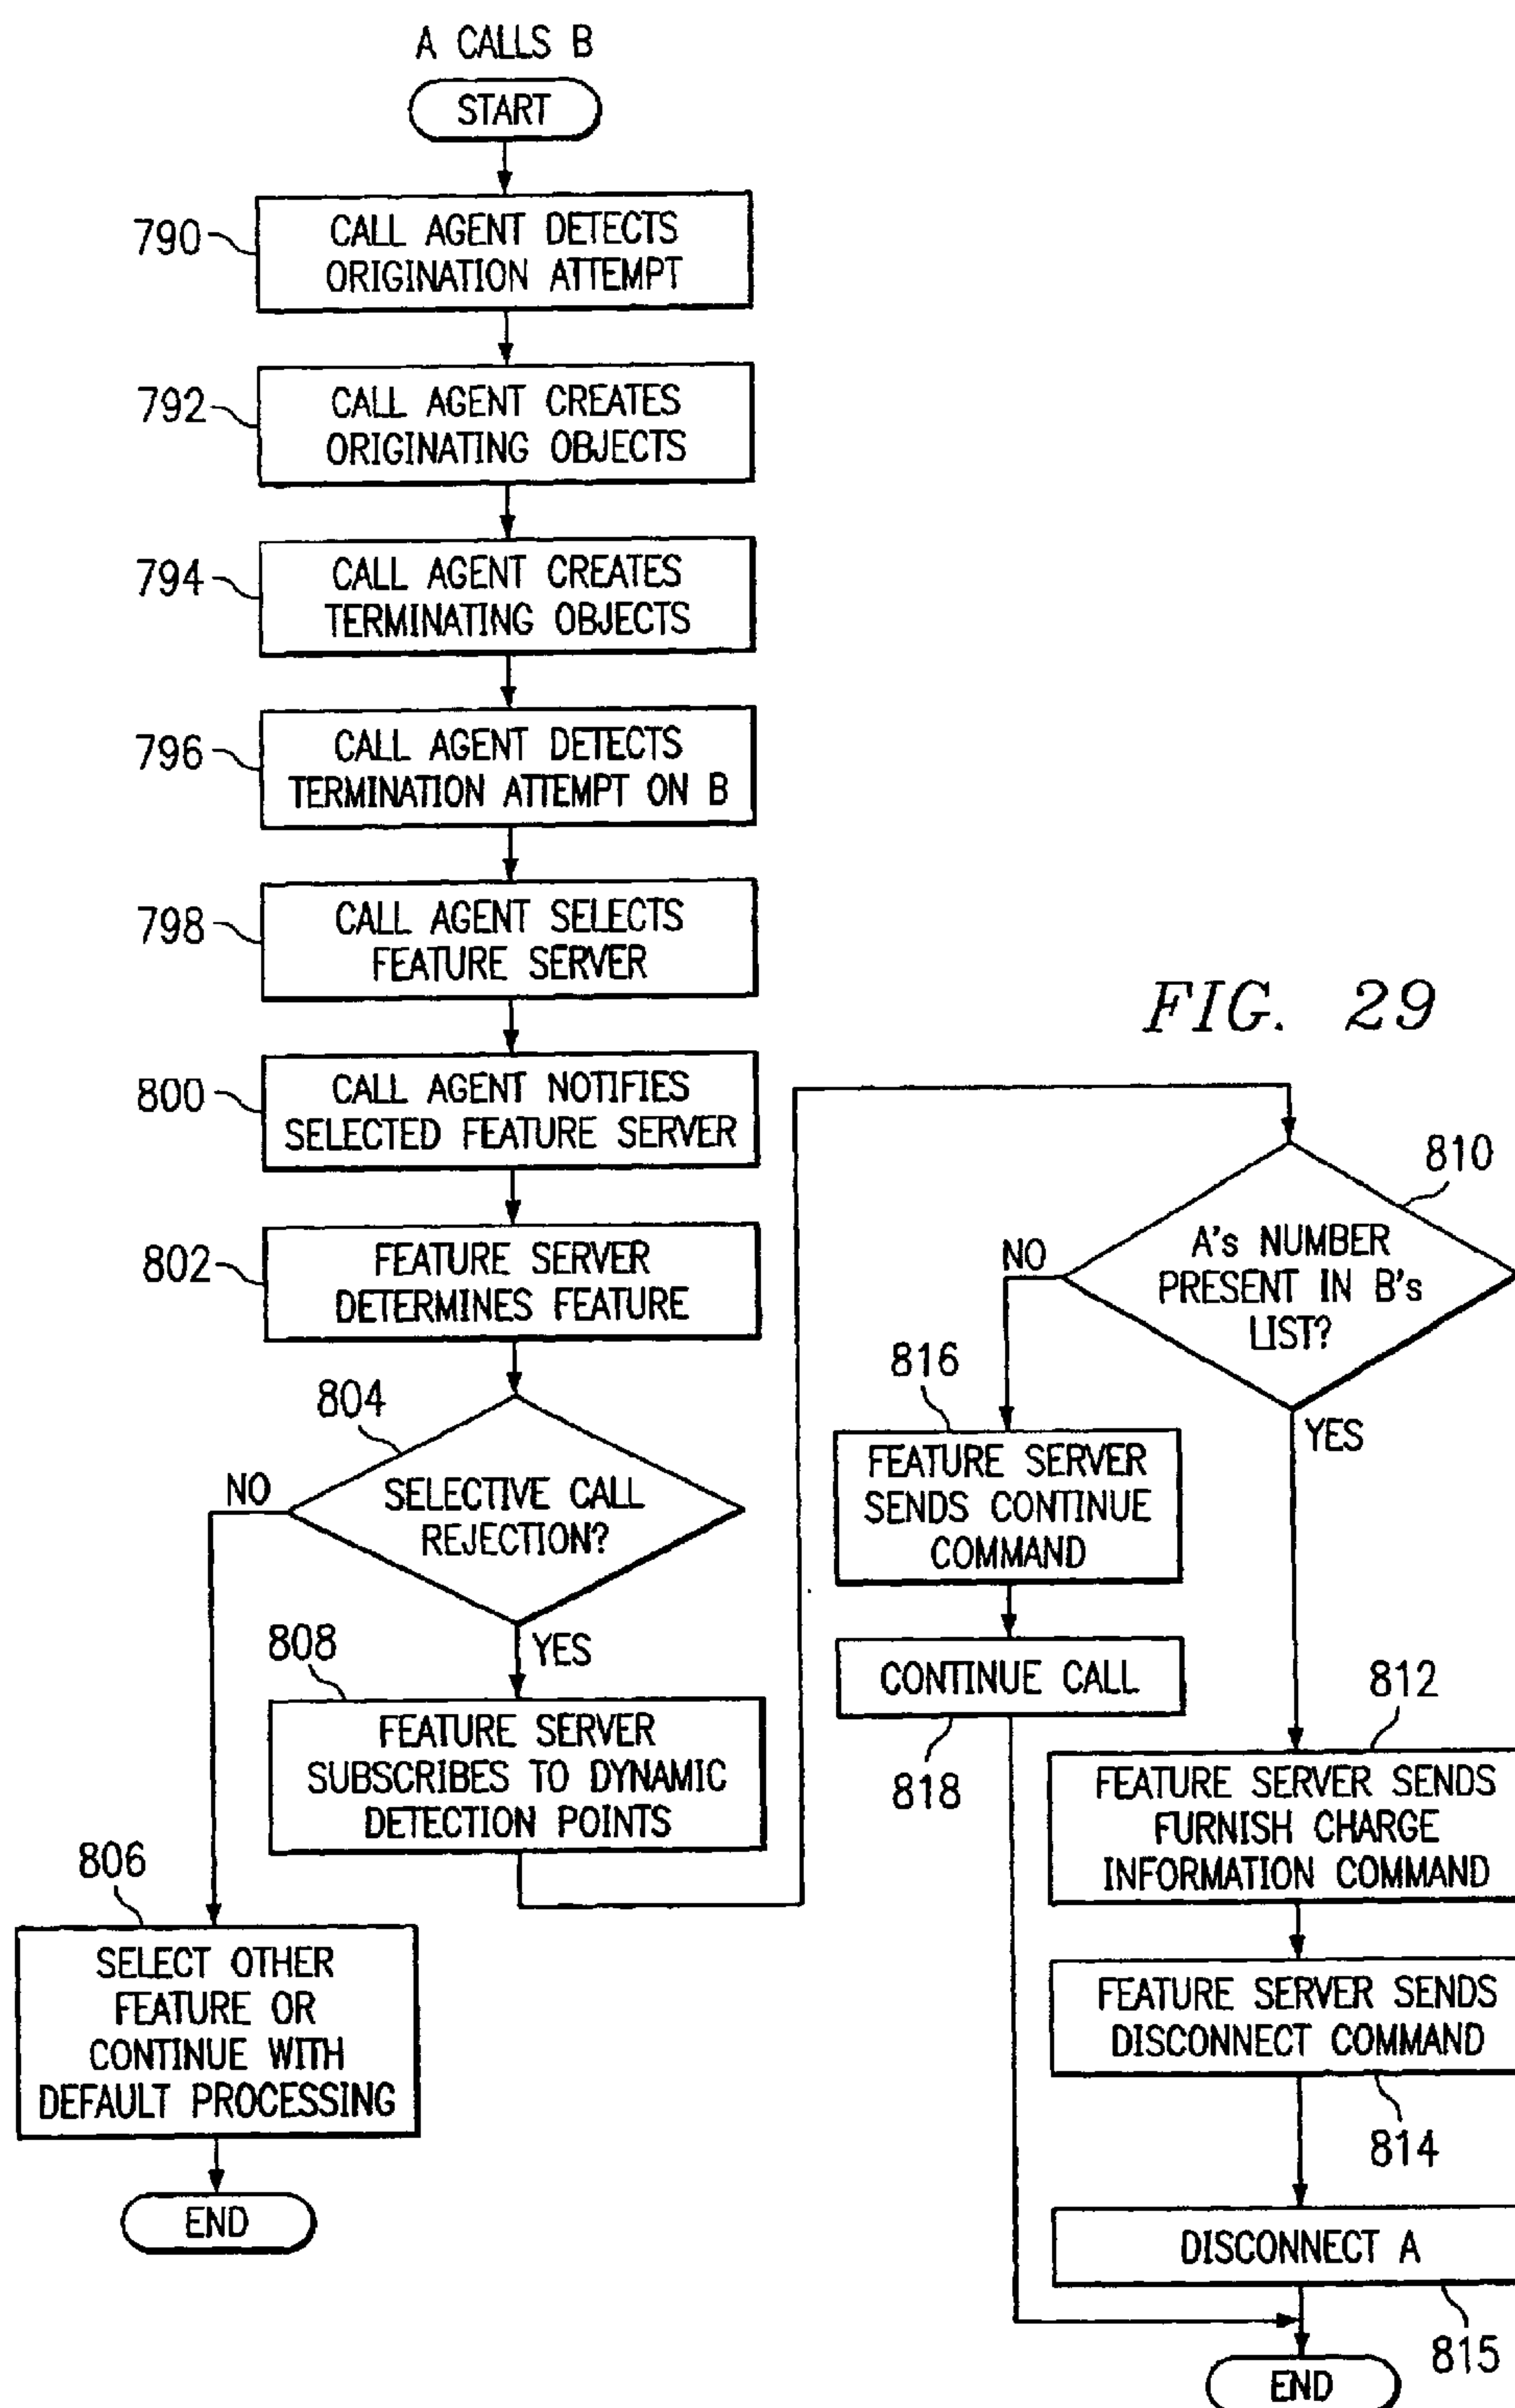 A CALLS B
START
790
CALL AGENT DETECTS
ORIGINATION ATTEMPT
792
CALL AGENT CREATES
ORIGINATING OBJECTS
794
CALL AGENT CREATES
TERMINATING OBJECTS
796
CALL AGENT DETECTS
TERMINATION ATTEMPT ON B
798
CALL AGENT SELECTS
FEATURE SERVER
800
CALL AGENT NOTIFIES
SELECTED FEATURE SERVER
802
FEATURE SERVER
DETERMINES FEATURE
804
SELECTIVE CALL
REJECTION?
NO
YES
806
SELECT OTHER
FEATURE OR
CONTINUE WITH
DEFAULT PROCESSING
END
808
FEATURE SERVER
SUBSCRIBES TO DYNAMIC
DETECTION POINTS
FIG. 29
810
A's NUMBER
PRESENT IN B's
LIST?
NO
YES
816
FEATURE SERVER
SENDS CONTINUE
COMMAND
CONTINUE CALL
818
812
FEATURE SERVER SENDS
FURNISH CHARGE
INFORMATION COMMAND
FEATURE SERVER SENDS
DISCONNECT COMMAND
814
DISCONNECT A
815
END